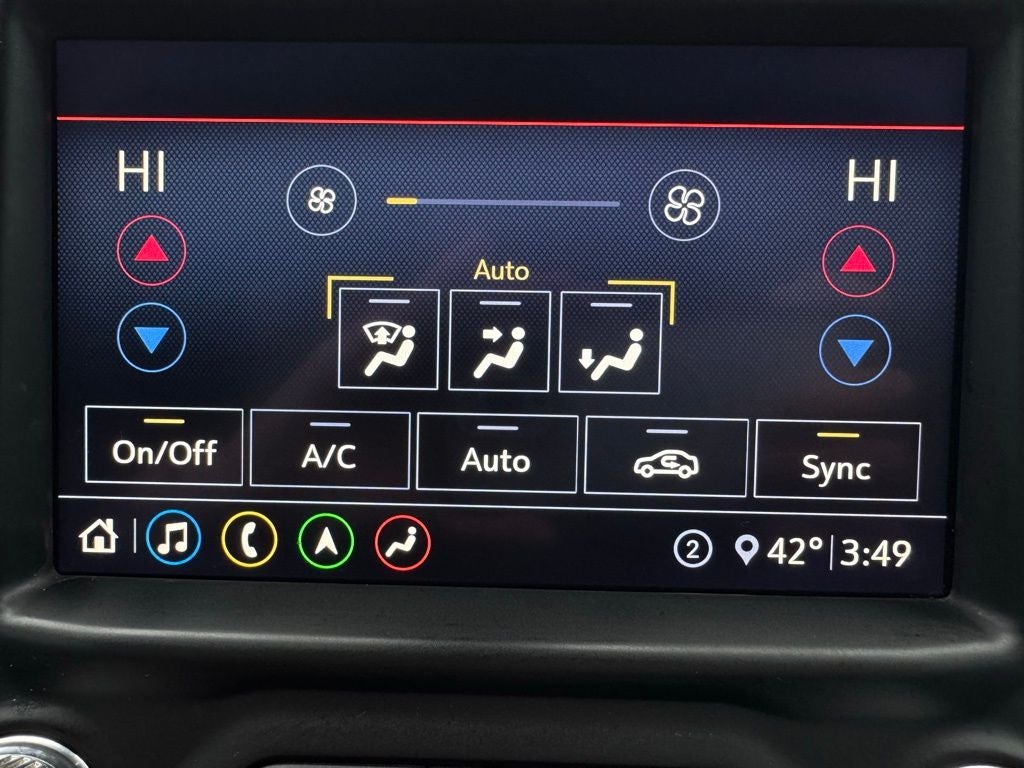 HI HI
Auto
On/Off A/C Auto Sync
2 42° 3:49